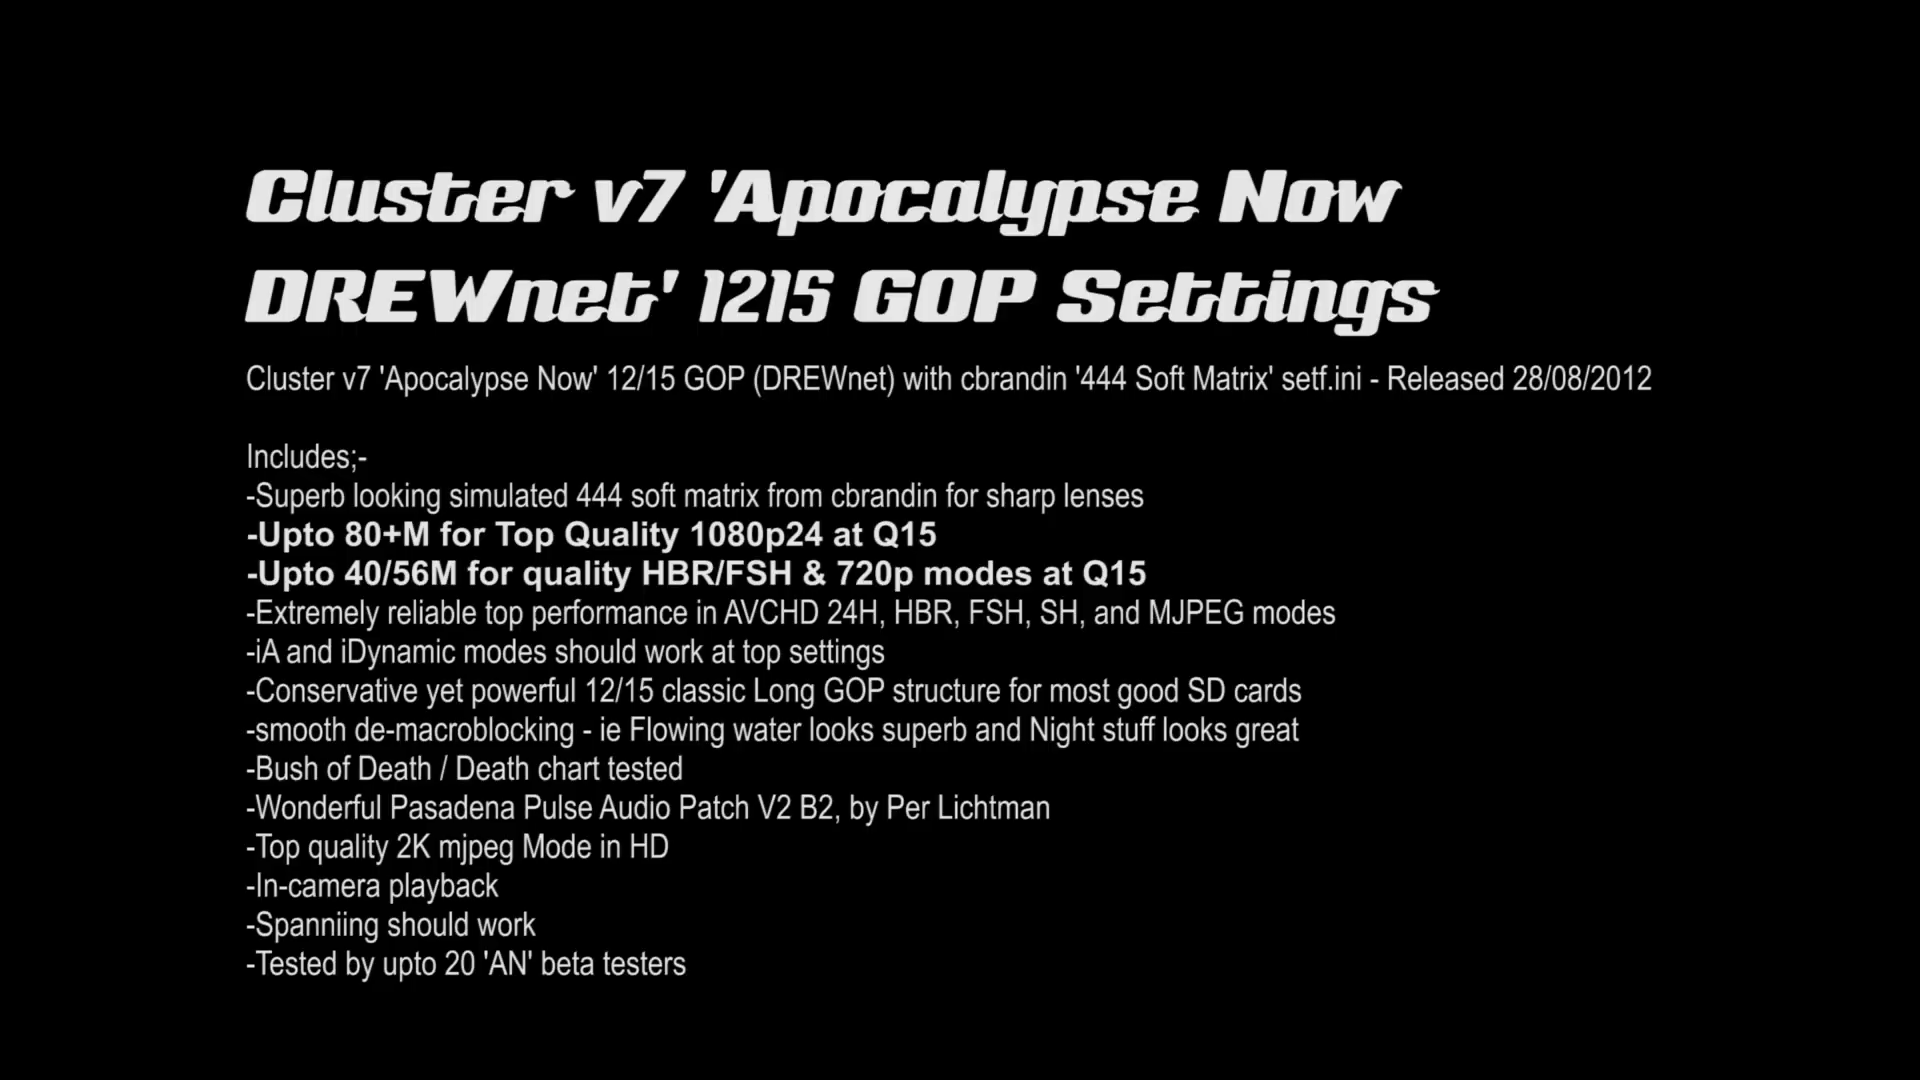 Cluster v7 'Apocalypse Now
DREWnet' 1215 GOP Settings
Cluster v7 'Apocalypse Now' 12/15 GOP (DREWnet) with cbrandin '444 Soft Matrix' setf.ini - Released 28/08/2012
Includes;-
-Superb looking simulated 444 soft matrix from cbrandin for sharp lenses
-Upto 80+M for Top Quality 1080p24 at Q15
-Upto 40/56M for quality HBR/FSH & 720p modes at Q15
-Extremely reliable top performance in AVCHD 24H, HBR, FSH, SH, and MJPEG modes
-iA and iDynamic modes should work at top settings
-Conservative yet powerful 12/15 classic Long GOP structure for most good SD cards
-smooth de-macroblocking - ie Flowing water looks superb and Night stuff looks great
-Bush of Death / Death chart tested
-Wonderful Pasadena Pulse Audio Patch V2 B2, by Per Lichtman
-Top quality 2K mjpeg Mode in HD
-In-camera playback
-Spanniing should work
-Tested by upto 20 'AN' beta testers